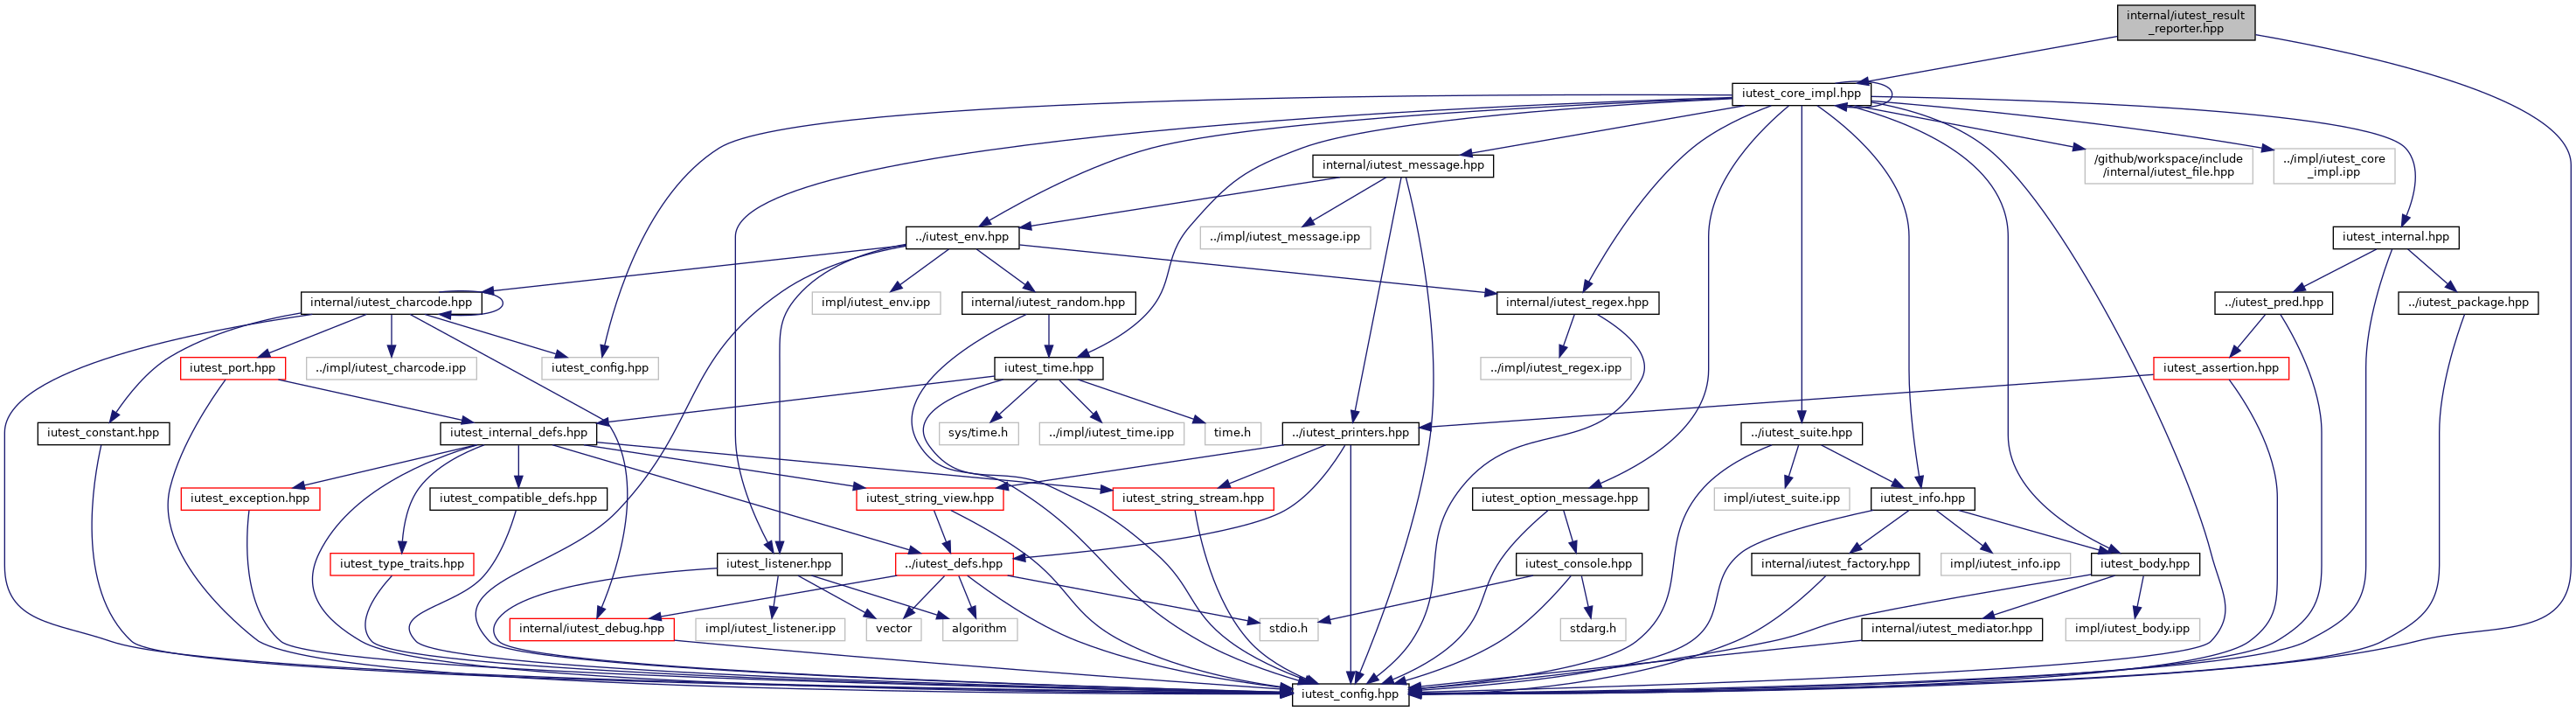 internal/iutest_result
_reporter.hpp
iutest_core_impl.hpp
internal/iutest_message.hpp
/github/workspace/include
/internal/iutest_file.hpp
../impl/iutest_core
_impl.ipp
../iutest_env.hpp
../impl/iutest_message.ipp
iutest_internal.hpp
internal/iutest_charcode.hpp
impl/iutest_env.ipp
internal/iutest_random.hpp
internal/iutest_regex.hpp
../iutest_pred.hpp
../iutest_package.hpp
iutest_port.hpp
../impl/iutest_charcode.ipp
iutest_config.hpp
iutest_time.hpp
../impl/iutest_regex.ipp
iutest_assertion.hpp
iutest_constant.hpp
iutest_internal_defs.hpp
sys/time.h
../impl/iutest_time.ipp
time.h
../iutest_printers.hpp
../iutest_suite.hpp
iutest_exception.hpp
iutest_compatible_defs.hpp
iutest_string_view.hpp
iutest_string_stream.hpp
iutest_option_message.hpp
impl/iutest_suite.ipp
iutest_info.hpp
iutest_type_traits.hpp
iutest_listener.hpp
../iutest_defs.hpp
iutest_console.hpp
internal/iutest_factory.hpp
impl/iutest_info.ipp
iutest_body.hpp
internal/iutest_debug.hpp
impl/iutest_listener.ipp
vector
algorithm
stdio.h
stdarg.h
internal/iutest_mediator.hpp
impl/iutest_body.ipp
iutest_config.hpp